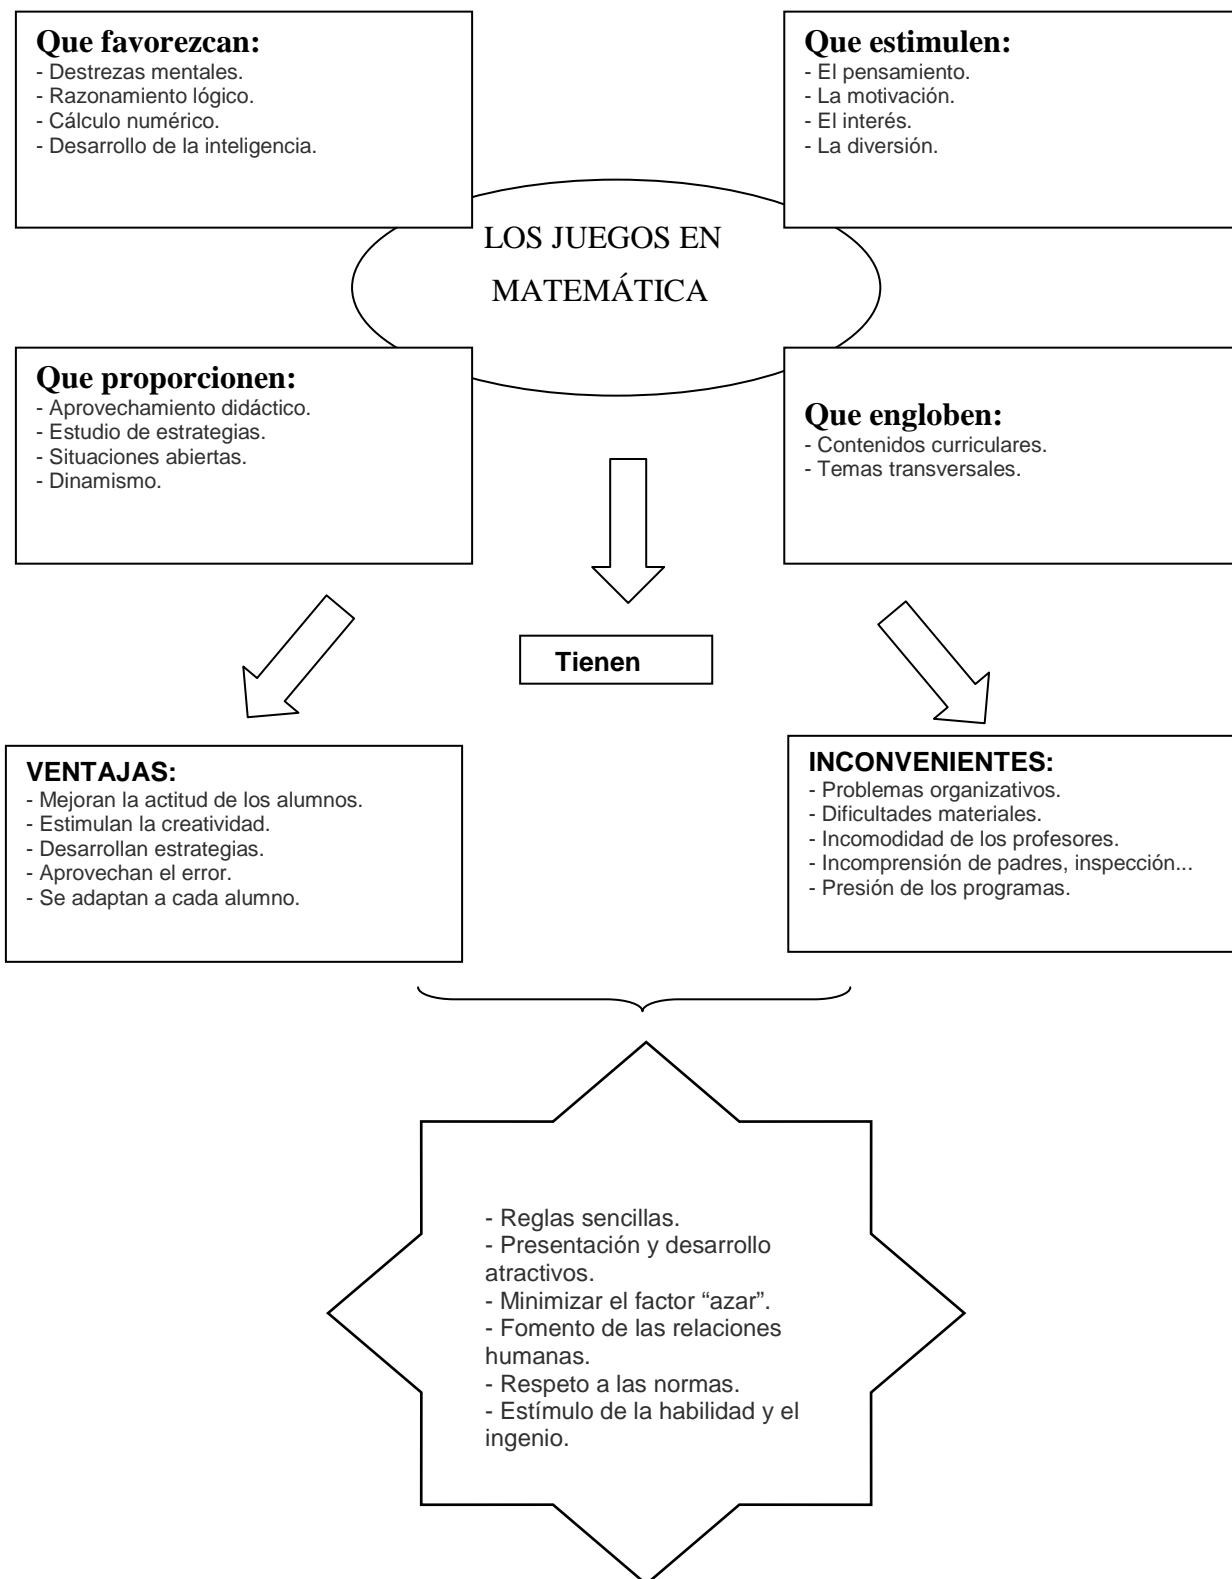 Que favorezcan:
- Destrezas mentales.
- Razonamiento lógico.
- Cálculo numérico.
- Desarrollo de la inteligencia.
Que estimulen:
- El pensamiento.
- La motivación.
- El interés.
- La diversión.
LOS JUEGOS EN
MATEMÁTICA
Que proporcionen:
- Aprovechamiento didáctico.
- Estudio de estrategias.
- Situaciones abiertas.
- Dinamismo.
Que engloben:
- Contenidos curriculares.
- Temas transversales.
Tienen
VENTAJAS:
- Mejoran la actitud de los alumnos.
- Estimulan la creatividad.
- Desarrollan estrategias.
- Aprovechan el error.
- Se adaptan a cada alumno.
INCONVENIENTES:
- Problemas organizativos.
- Dificultades materiales.
- Incomodidad de los profesores.
- Incomprensión de padres, inspección...
- Presión de los programas.
- Reglas sencillas.
- Presentación y desarrollo
atractivos.
- Minimizar el factor “azar”.
- Fomento de las relaciones
humanas.
- Respeto a las normas.
- Estímulo de la habilidad y el
ingenio.